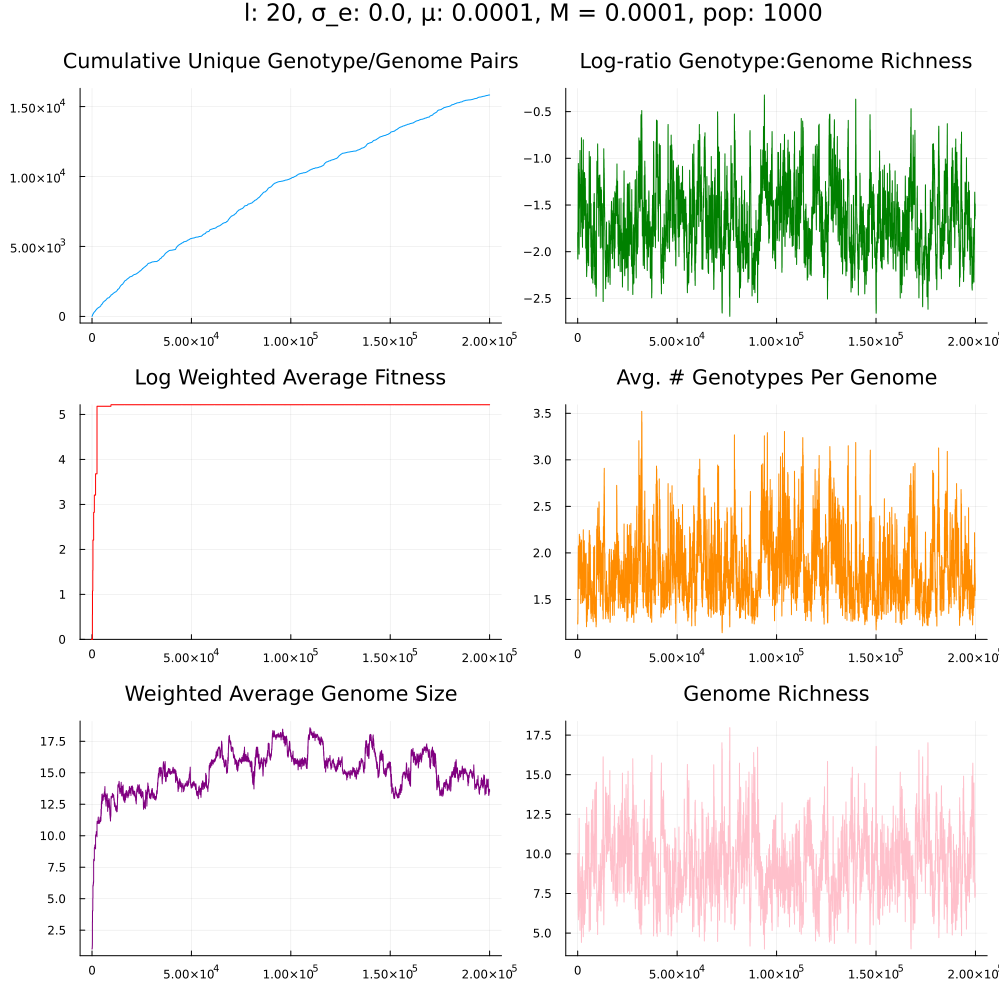 l: 20, σ_e: 0.0, μ: 0.0001, M = 0.0001, pop: 1000
Cumulative Unique Genotype/Genome Pairs
1.50×10⁴
1.00×10⁴
5.00×10³
0
0 5.00×10⁴ 1.00×10⁵ 1.50×10⁵ 2.00×10⁵
Log-ratio Genotype:Genome Richness
−0.5
−1.0
−1.5
−2.0
−2.5
0 5.00×10⁴ 1.00×10⁵ 1.50×10⁵ 2.00×10⁵
Log Weighted Average Fitness
5
4
3
2
1
0
0 5.00×10⁴ 1.00×10⁵ 1.50×10⁵ 2.00×10⁵
Avg. # Genotypes Per Genome
3.5
3.0
2.5
2.0
1.5
0 5.00×10⁴ 1.00×10⁵ 1.50×10⁵ 2.00×10⁵
Weighted Average Genome Size
17.5
15.0
12.5
10.0
7.5
5.0
2.5
0 5.00×10⁴ 1.00×10⁵ 1.50×10⁵ 2.00×10⁵
Genome Richness
17.5
15.0
12.5
10.0
7.5
5.0
0 5.00×10⁴ 1.00×10⁵ 1.50×10⁵ 2.00×10⁵